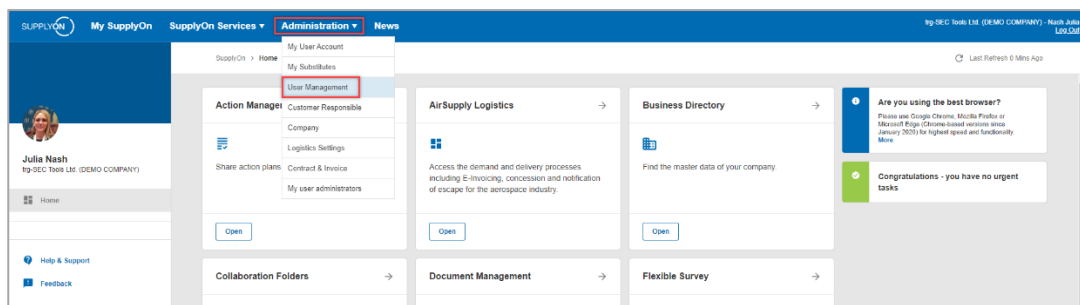 SUPPLYON My SupplyOn SupplyOn Services ▾ Administration ▾ News
trg-SEC Tools Ltd. (DEMO COMPANY) - Nash Julia
Log Out
My User Account
My Substitutes
User Management
Customer Responsible
Company
Logistics Settings
Contract & Invoice
My user administrators
SupplyOn > Home
Last Refresh 0 Mins Ago
Julia Nash
trg-SEC Tools Ltd. (DEMO COMPANY)
Home
Help & Support
Feedback
Action Manage
Share action plans
Open
AirSupply Logistics →
Access the demand and delivery processes
including E-Invoicing, concession and notification
of escape for the aerospace industry.
Open
Business Directory →
Find the master data of your company.
Open
Are you using the best browser?
Please use Google Chrome, Mozilla Firefox or
Microsoft Edge (Chrome-based versions since
January 2020) for highest speed and functionality.
More
Congratulations - you have no urgent
tasks
Collaboration Folders →
Document Management →
Flexible Survey →